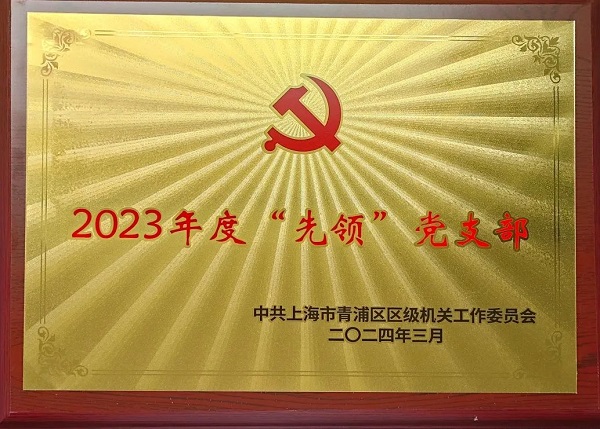 2023年度“先领”党支部
中共上海市青浦区区级机关工作委员会
二〇二四年三月